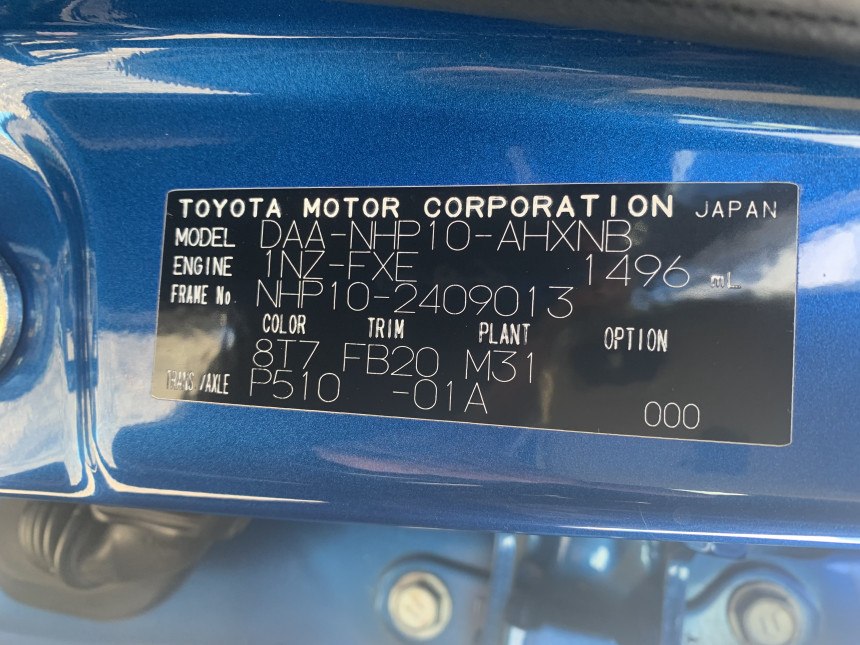 TOYOTA MOTOR CORPORATION JAPAN
MODEL DAA-NHP10-AHXNB
ENGINE 1NZ-FXE 1496 mL
FRAME No. NHP10-2409013
COLOR TRIM PLANT OPTION
8T7 FB20 M31
TRANS/AXLE P510 -01A 000